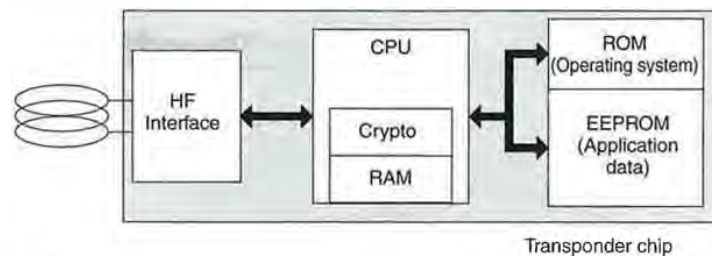 HF
Interface
CPU
Crypto
RAM
ROM
(Operating system)
EEPROM
(Application
data)
Transponder chip